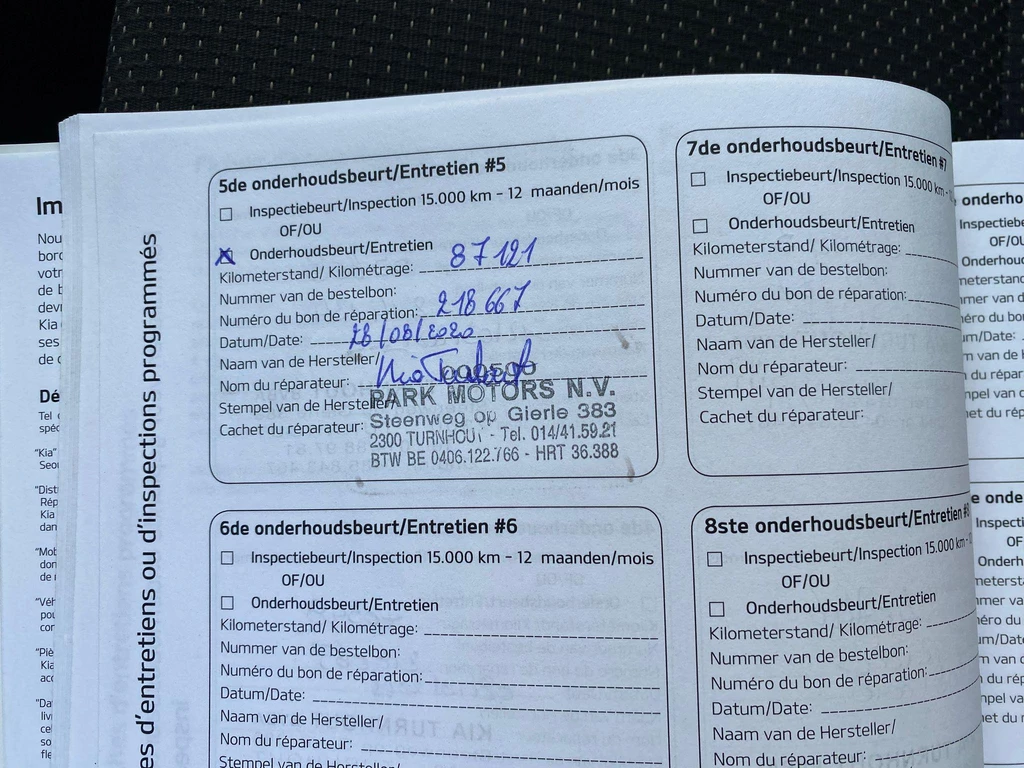 es d'entretiens ou d'inspections programmés
5de onderhoudsbeurt/Entretien #5
Inspectiebeurt/Inspection 15.000 km - 12 maanden/mois
OF/OU
X Onderhoudsbeurt/Entretien
Kilometerstand/ Kilométrage: 87121
Nummer van de bestelbon:
Numéro du bon de réparation: 218667
Datum/Date: 28/08/2020
Naam van de Hersteller/
Nom du réparateur: Kia Turnhout
Stempel van de Hersteller/
Cachet du réparateur:
PARK MOTORS N.V.
Steenweg op Gierle 383
2300 TURNHOUT - Tel. 014/41.59.21
BTW BE 0406.122.766 - HRT 36.388
6de onderhoudsbeurt/Entretien #6
Inspectiebeurt/Inspection 15.000 km - 12 maanden/mois
OF/OU
Onderhoudsbeurt/Entretien
Kilometerstand/ Kilométrage:
Nummer van de bestelbon:
Numéro du bon de réparation:
Datum/Date:
Naam van de Hersteller/
Nom du réparateur:
Stempel van de Hersteller/
7de onderhoudsbeurt/Entretien #7
Inspectiebeurt/Inspection 15.000 km -
OF/OU
Onderhoudsbeurt/Entretien
Kilometerstand/ Kilométrage:
Nummer van de bestelbon:
Numéro du bon de réparation:
Datum/Date:
Naam van de Hersteller/
Nom du réparateur:
Stempel van de Hersteller/
Cachet du réparateur:
8ste onderhoudsbeurt/Entretien #8
Inspectiebeurt/Inspection 15.000 km -
OF/OU
Onderhoudsbeurt/Entretien
Kilometerstand/ Kilométrage:
Nummer van de bestelbon:
Numéro du bon de réparation:
Datum/Date:
Naam van de Hersteller/
Nom du réparateur: